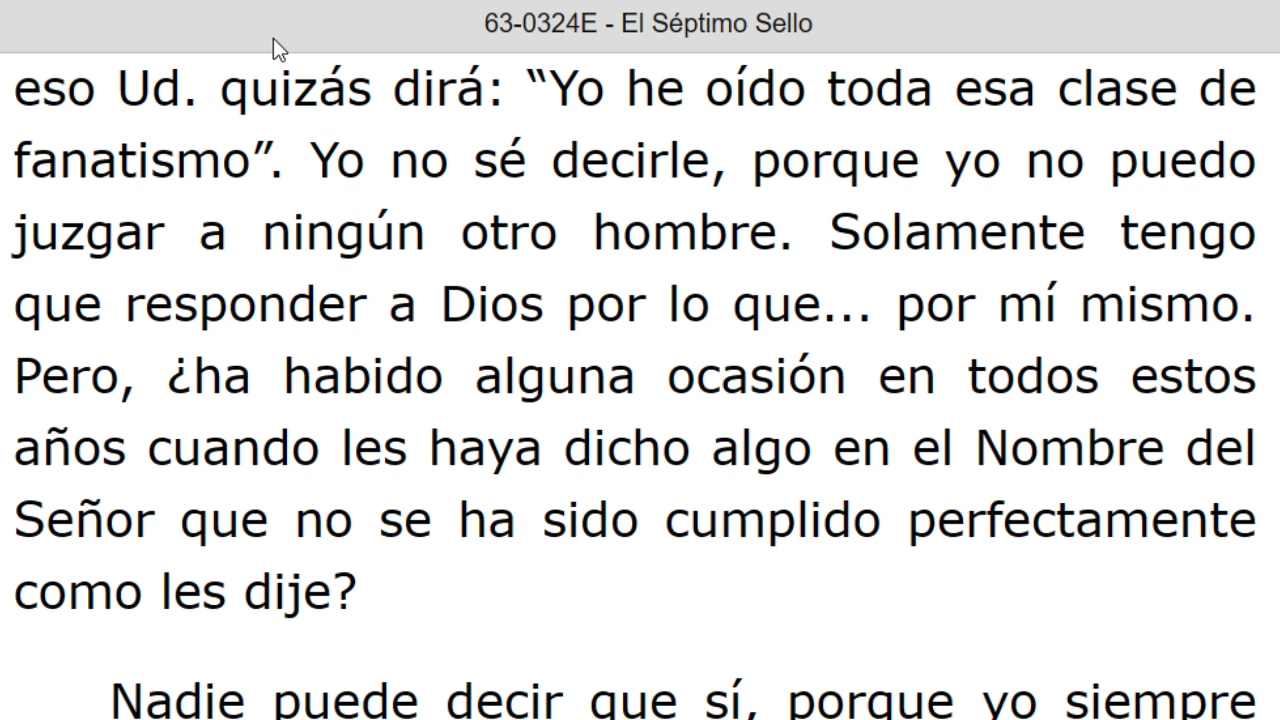 63-0324E - El Séptimo Sello
eso Ud. quizás dirá: “Yo he oído toda esa clase de
fanatismo”. Yo no sé decirle, porque yo no puedo
juzgar a ningún otro hombre. Solamente tengo
que responder a Dios por lo que... por mí mismo.
Pero, ¿ha habido alguna ocasión en todos estos
años cuando les haya dicho algo en el Nombre del
Señor que no se ha sido cumplido perfectamente
como les dije?
Nadie puede decir que sí, porque yo siempre